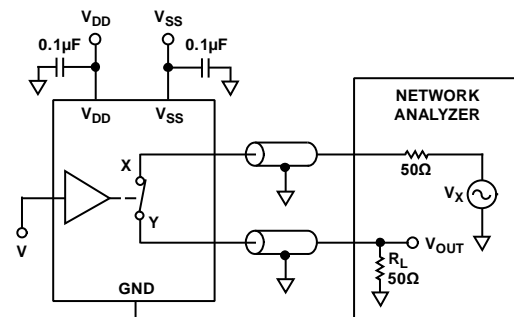 VDD
VSS
0.1µF
0.1µF
VDD
VSS
NETWORK
ANALYZER
X
50Ω
VX
Y
V
VOUT
RL
50Ω
GND